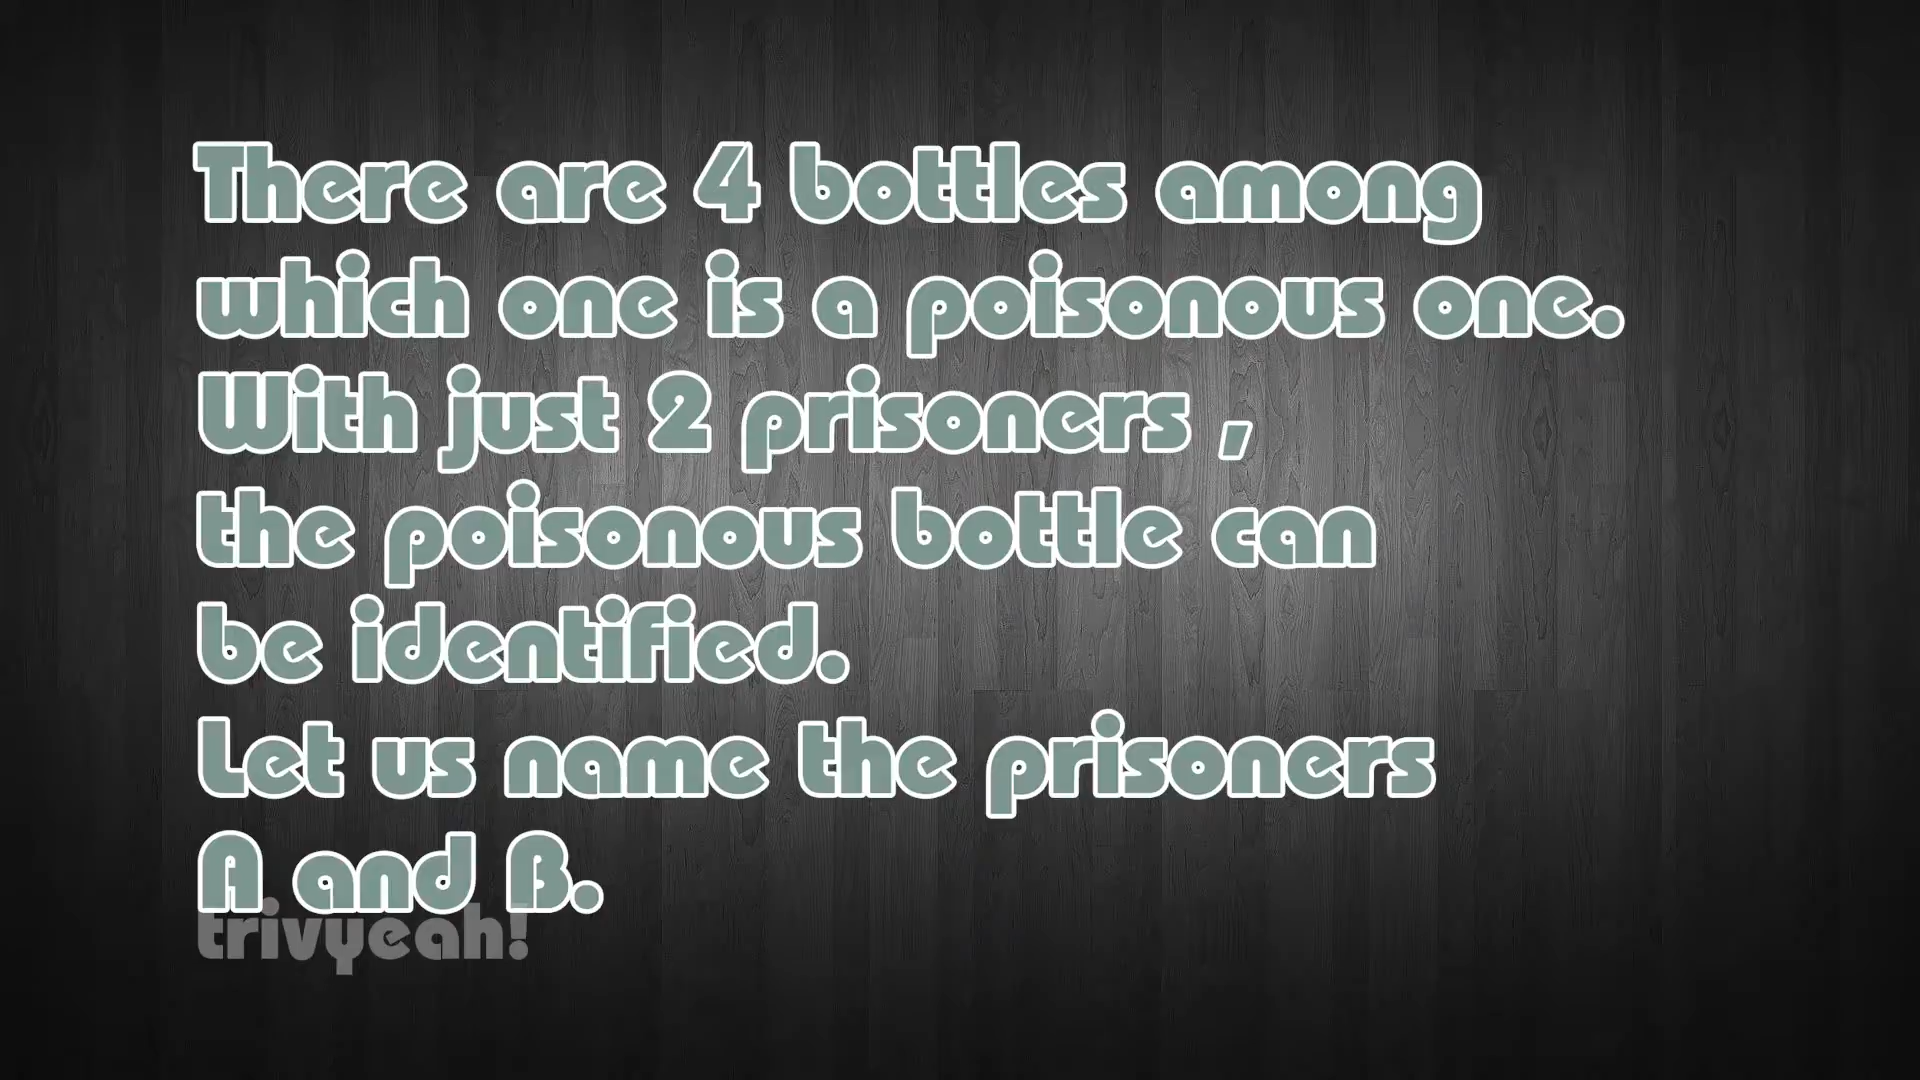 There are 4 bottles among
which one is a poisonous one.
With just 2 prisoners ,
the poisonous bottle can
be identified.
Let us name the prisoners
A and B.
trivyeah!